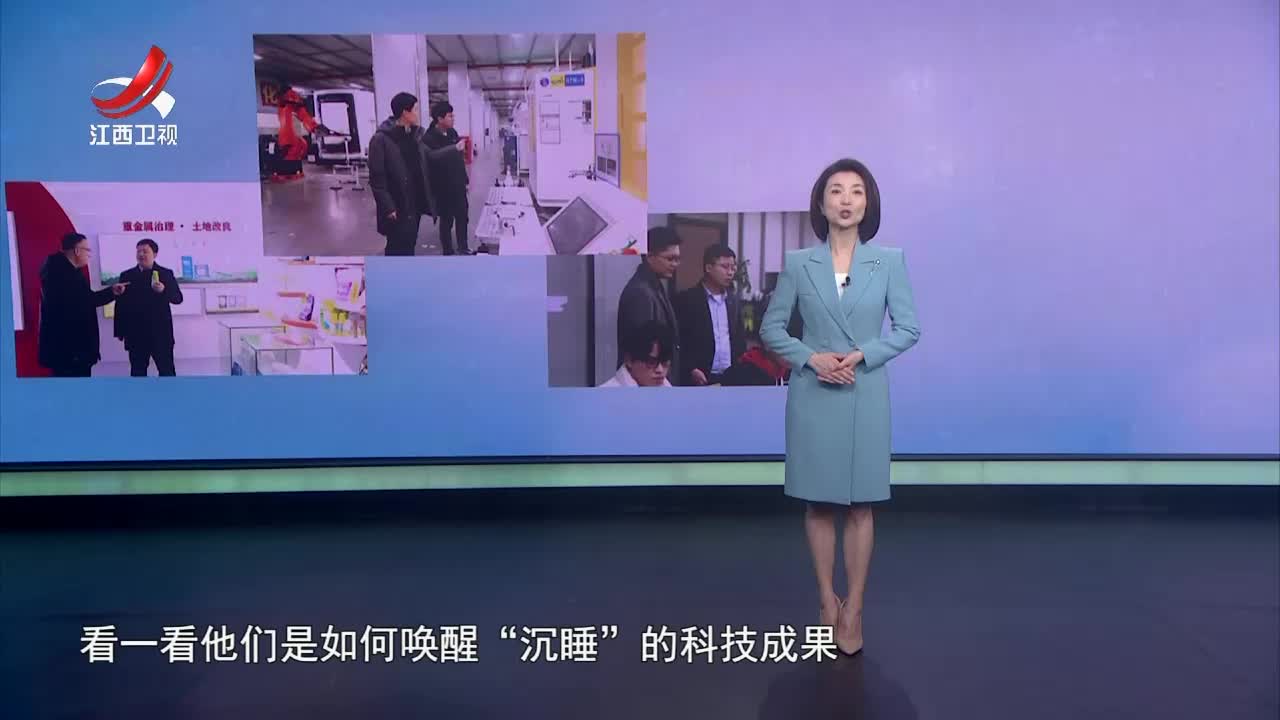 江西卫视
化
重金属治理·土地改良
看一看他们是如何唤醒“沉睡”的科技成果